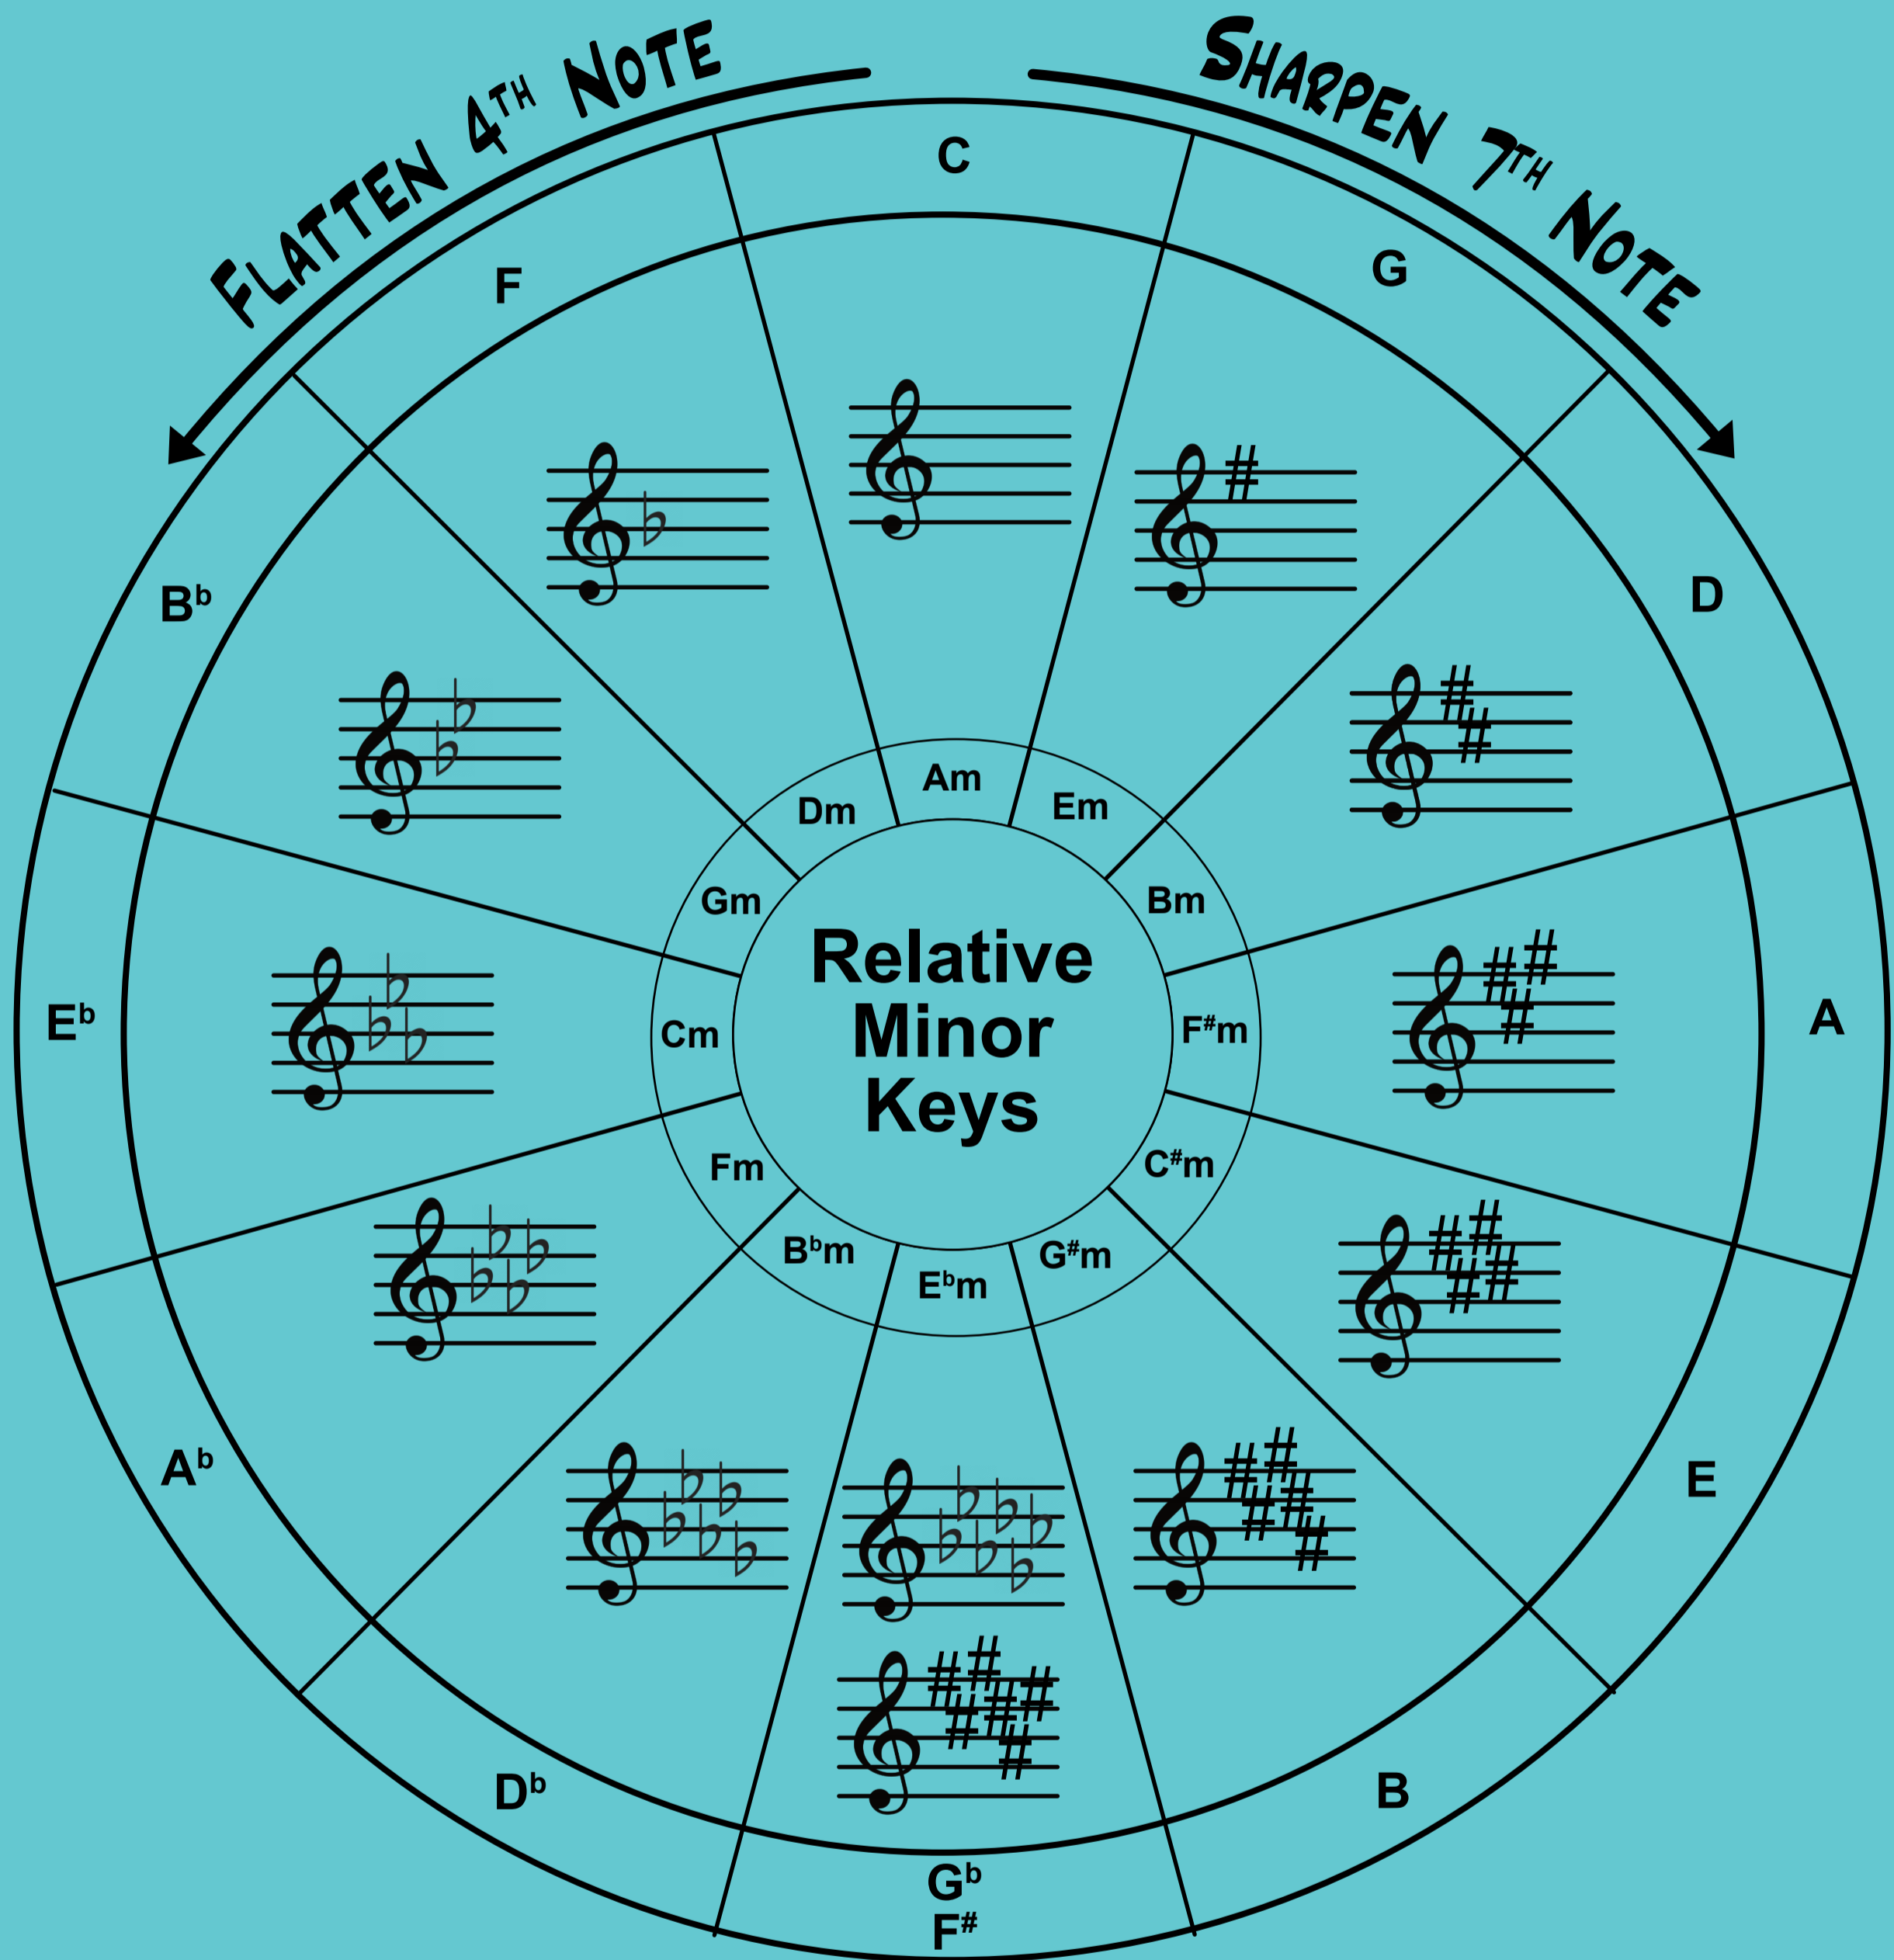 FLATTEN 4TH NOTE
SHARPEN 7TH NOTE
C
G
D
A
E
B
Gb
F#
Db
Ab
Eb
Bb
F
Am
Em
Bm
F#m
C#m
G#m
Ebm
Bbm
Fm
Cm
Gm
Dm
Relative
Minor
Keys